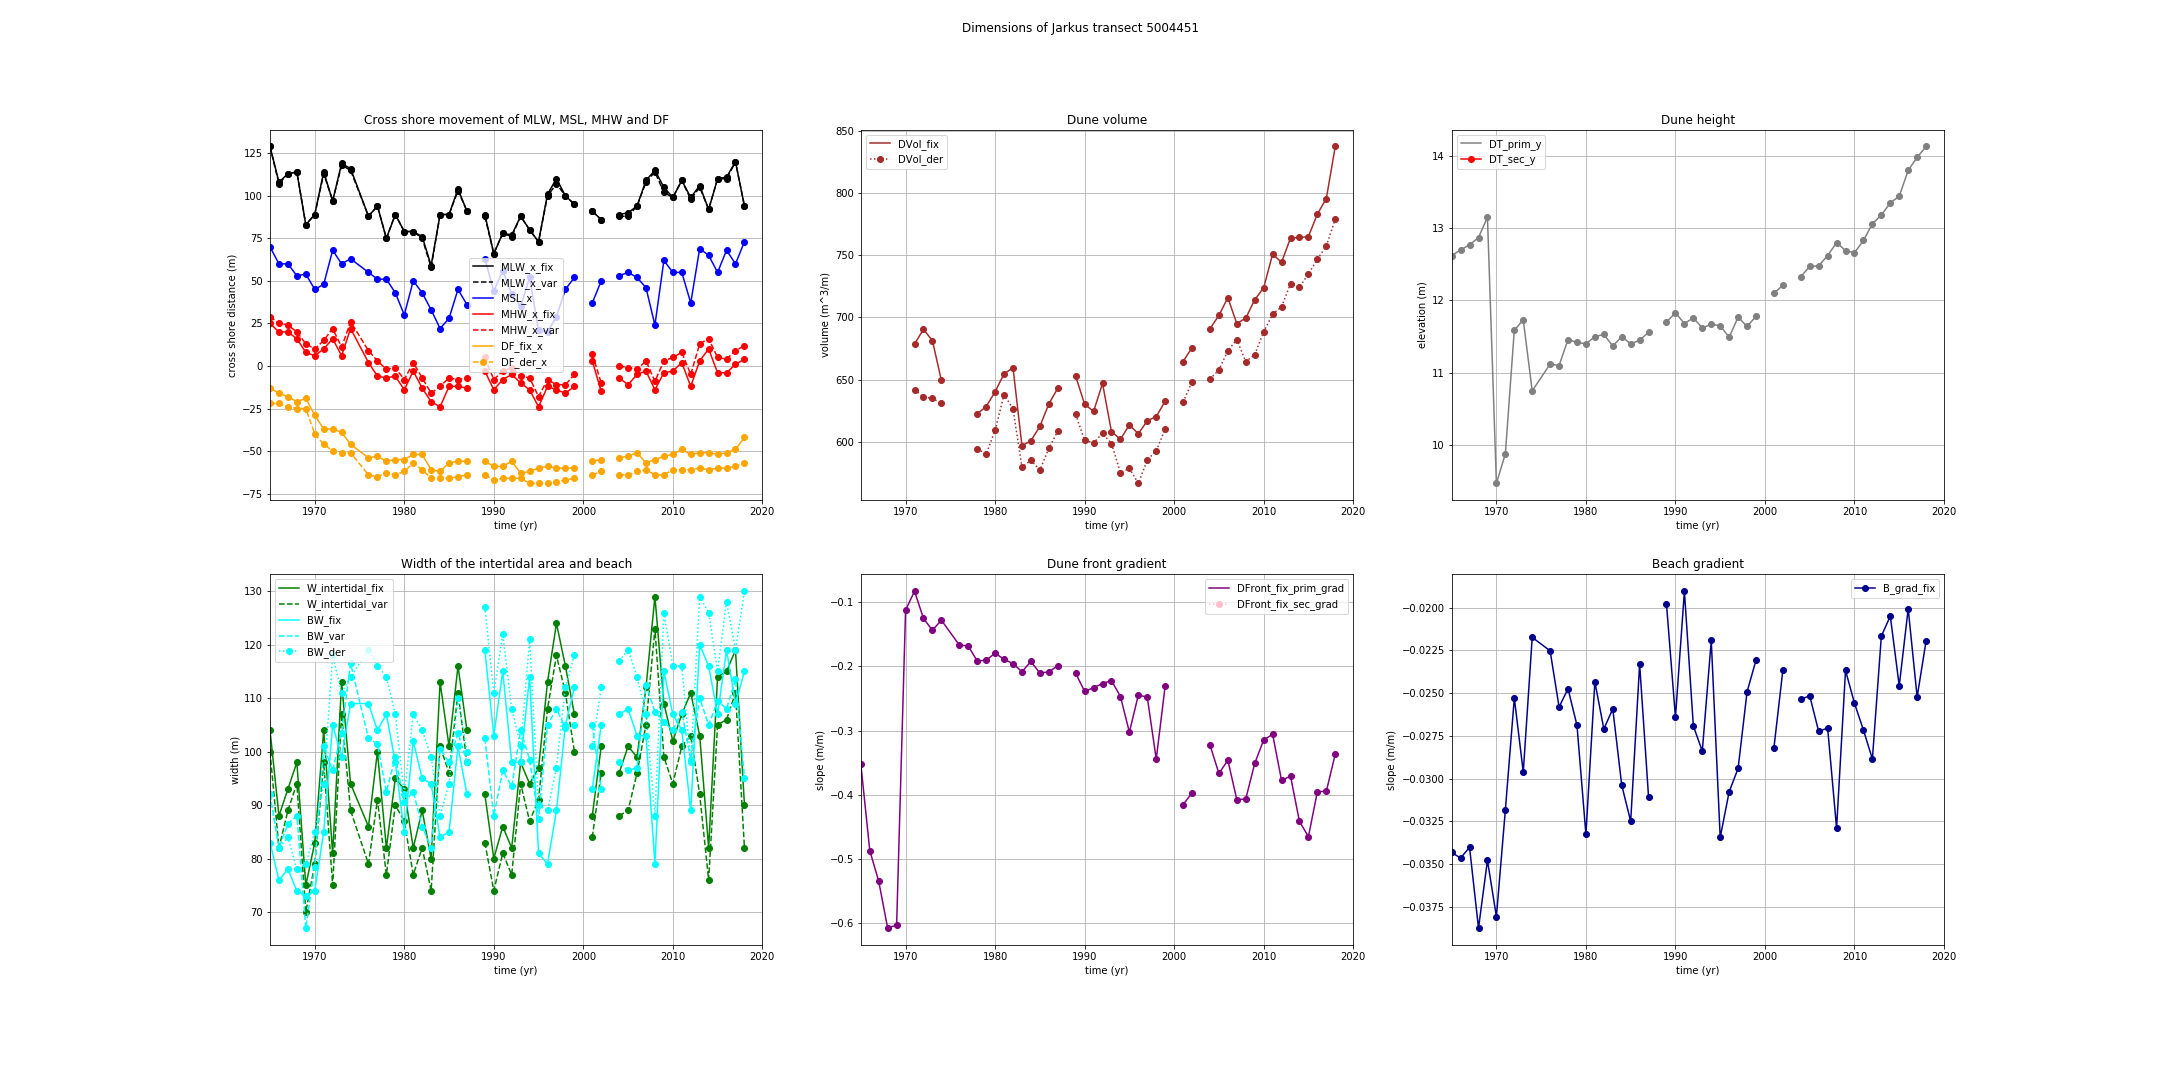 Dimensions of Jarkus transect 5004451
Cross shore movement of MLW, MSL, MHW and DF
cross shore distance (m)
125
100
75
50
25
0
−25
−50
−75
MLW_x_fix
MLW_x_var
MSL_x
MHW_x_fix
MHW_x_var
DF_fix_x
DF_der_x
1970
1980
1990
2000
2010
2020
time (yr)
Dune volume
volume (m^3/m)
850
800
750
700
650
600
DVol_fix
DVol_der
1970
1980
1990
2000
2010
2020
time (yr)
Dune height
elevation (m)
14
13
12
11
10
DT_prim_y
DT_sec_y
1970
1980
1990
2000
2010
2020
time (yr)
Width of the intertidal area and beach
width (m)
130
120
110
100
90
80
70
W_intertidal_fix
W_intertidal_var
BW_fix
BW_var
BW_der
1970
1980
1990
2000
2010
2020
time (yr)
Dune front gradient
slope (m/m)
−0.1
−0.2
−0.3
−0.4
−0.5
−0.6
DFront_fix_prim_grad
DFront_fix_sec_grad
1970
1980
1990
2000
2010
2020
time (yr)
Beach gradient
slope (m/m)
−0.0200
−0.0225
−0.0250
−0.0275
−0.0300
−0.0325
−0.0350
−0.0375
B_grad_fix
1970
1980
1990
2000
2010
2020
time (yr)